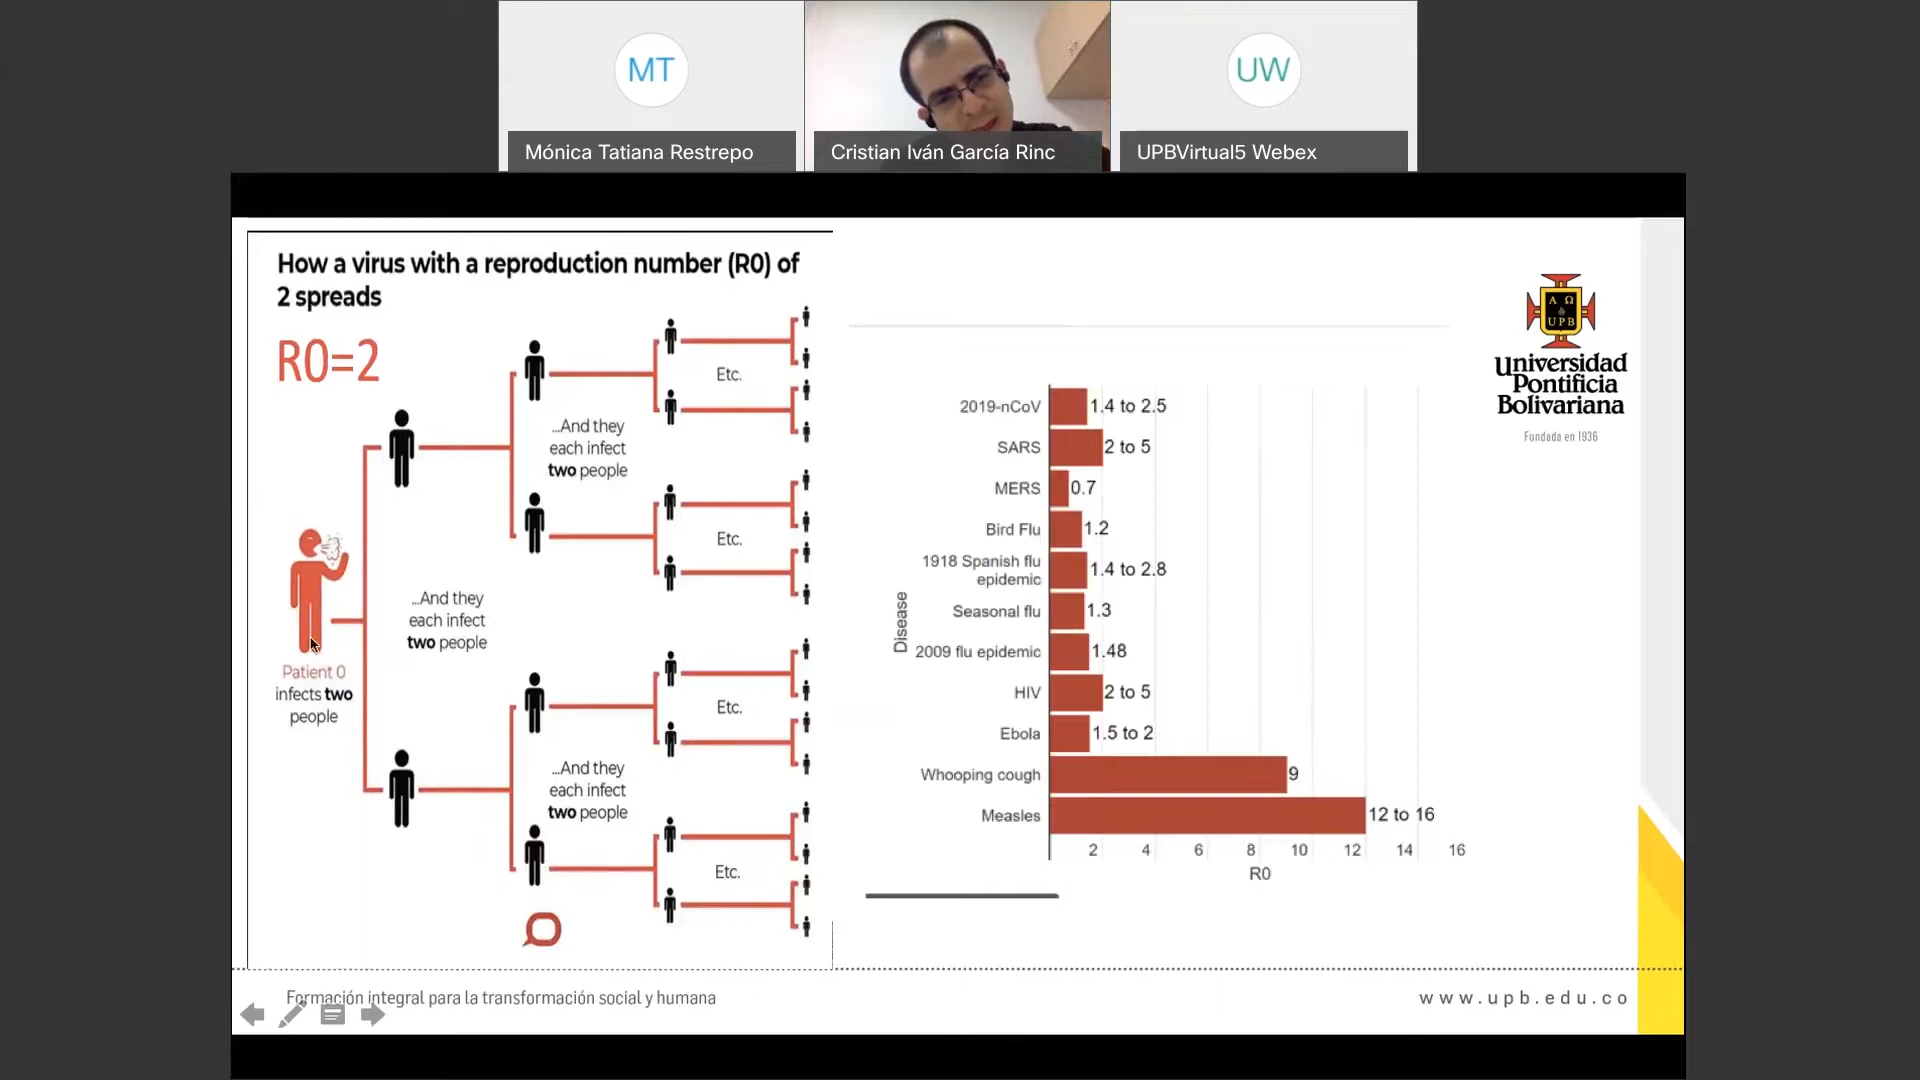 MT
UW
Mónica Tatiana Restrepo
Cristian Iván García Rinc
UPBVirtual5 Webex
How a virus with a reproduction number (R0) of
2 spreads
R0=2
Patient 0
infects two
people
...And they
each infect
two people
...And they
each infect
two people
...And they
each infect
two people
Etc.
Etc.
Etc.
Etc.
Disease
2019-nCoV 1.4 to 2.5
SARS 2 to 5
MERS 0.7
Bird Flu 1.2
1918 Spanish flu
epidemic 1.4 to 2.8
Seasonal flu 1.3
2009 flu epidemic 1.48
HIV 2 to 5
Ebola 1.5 to 2
Whooping cough 9
Measles 12 to 16
2 4 6 8 10 12 14 16
R0
Α Ω
UPB
Universidad
Pontificia
Bolivariana
Fundada en 1936
Formación integral para la transformación social y humana
www.upb.edu.co